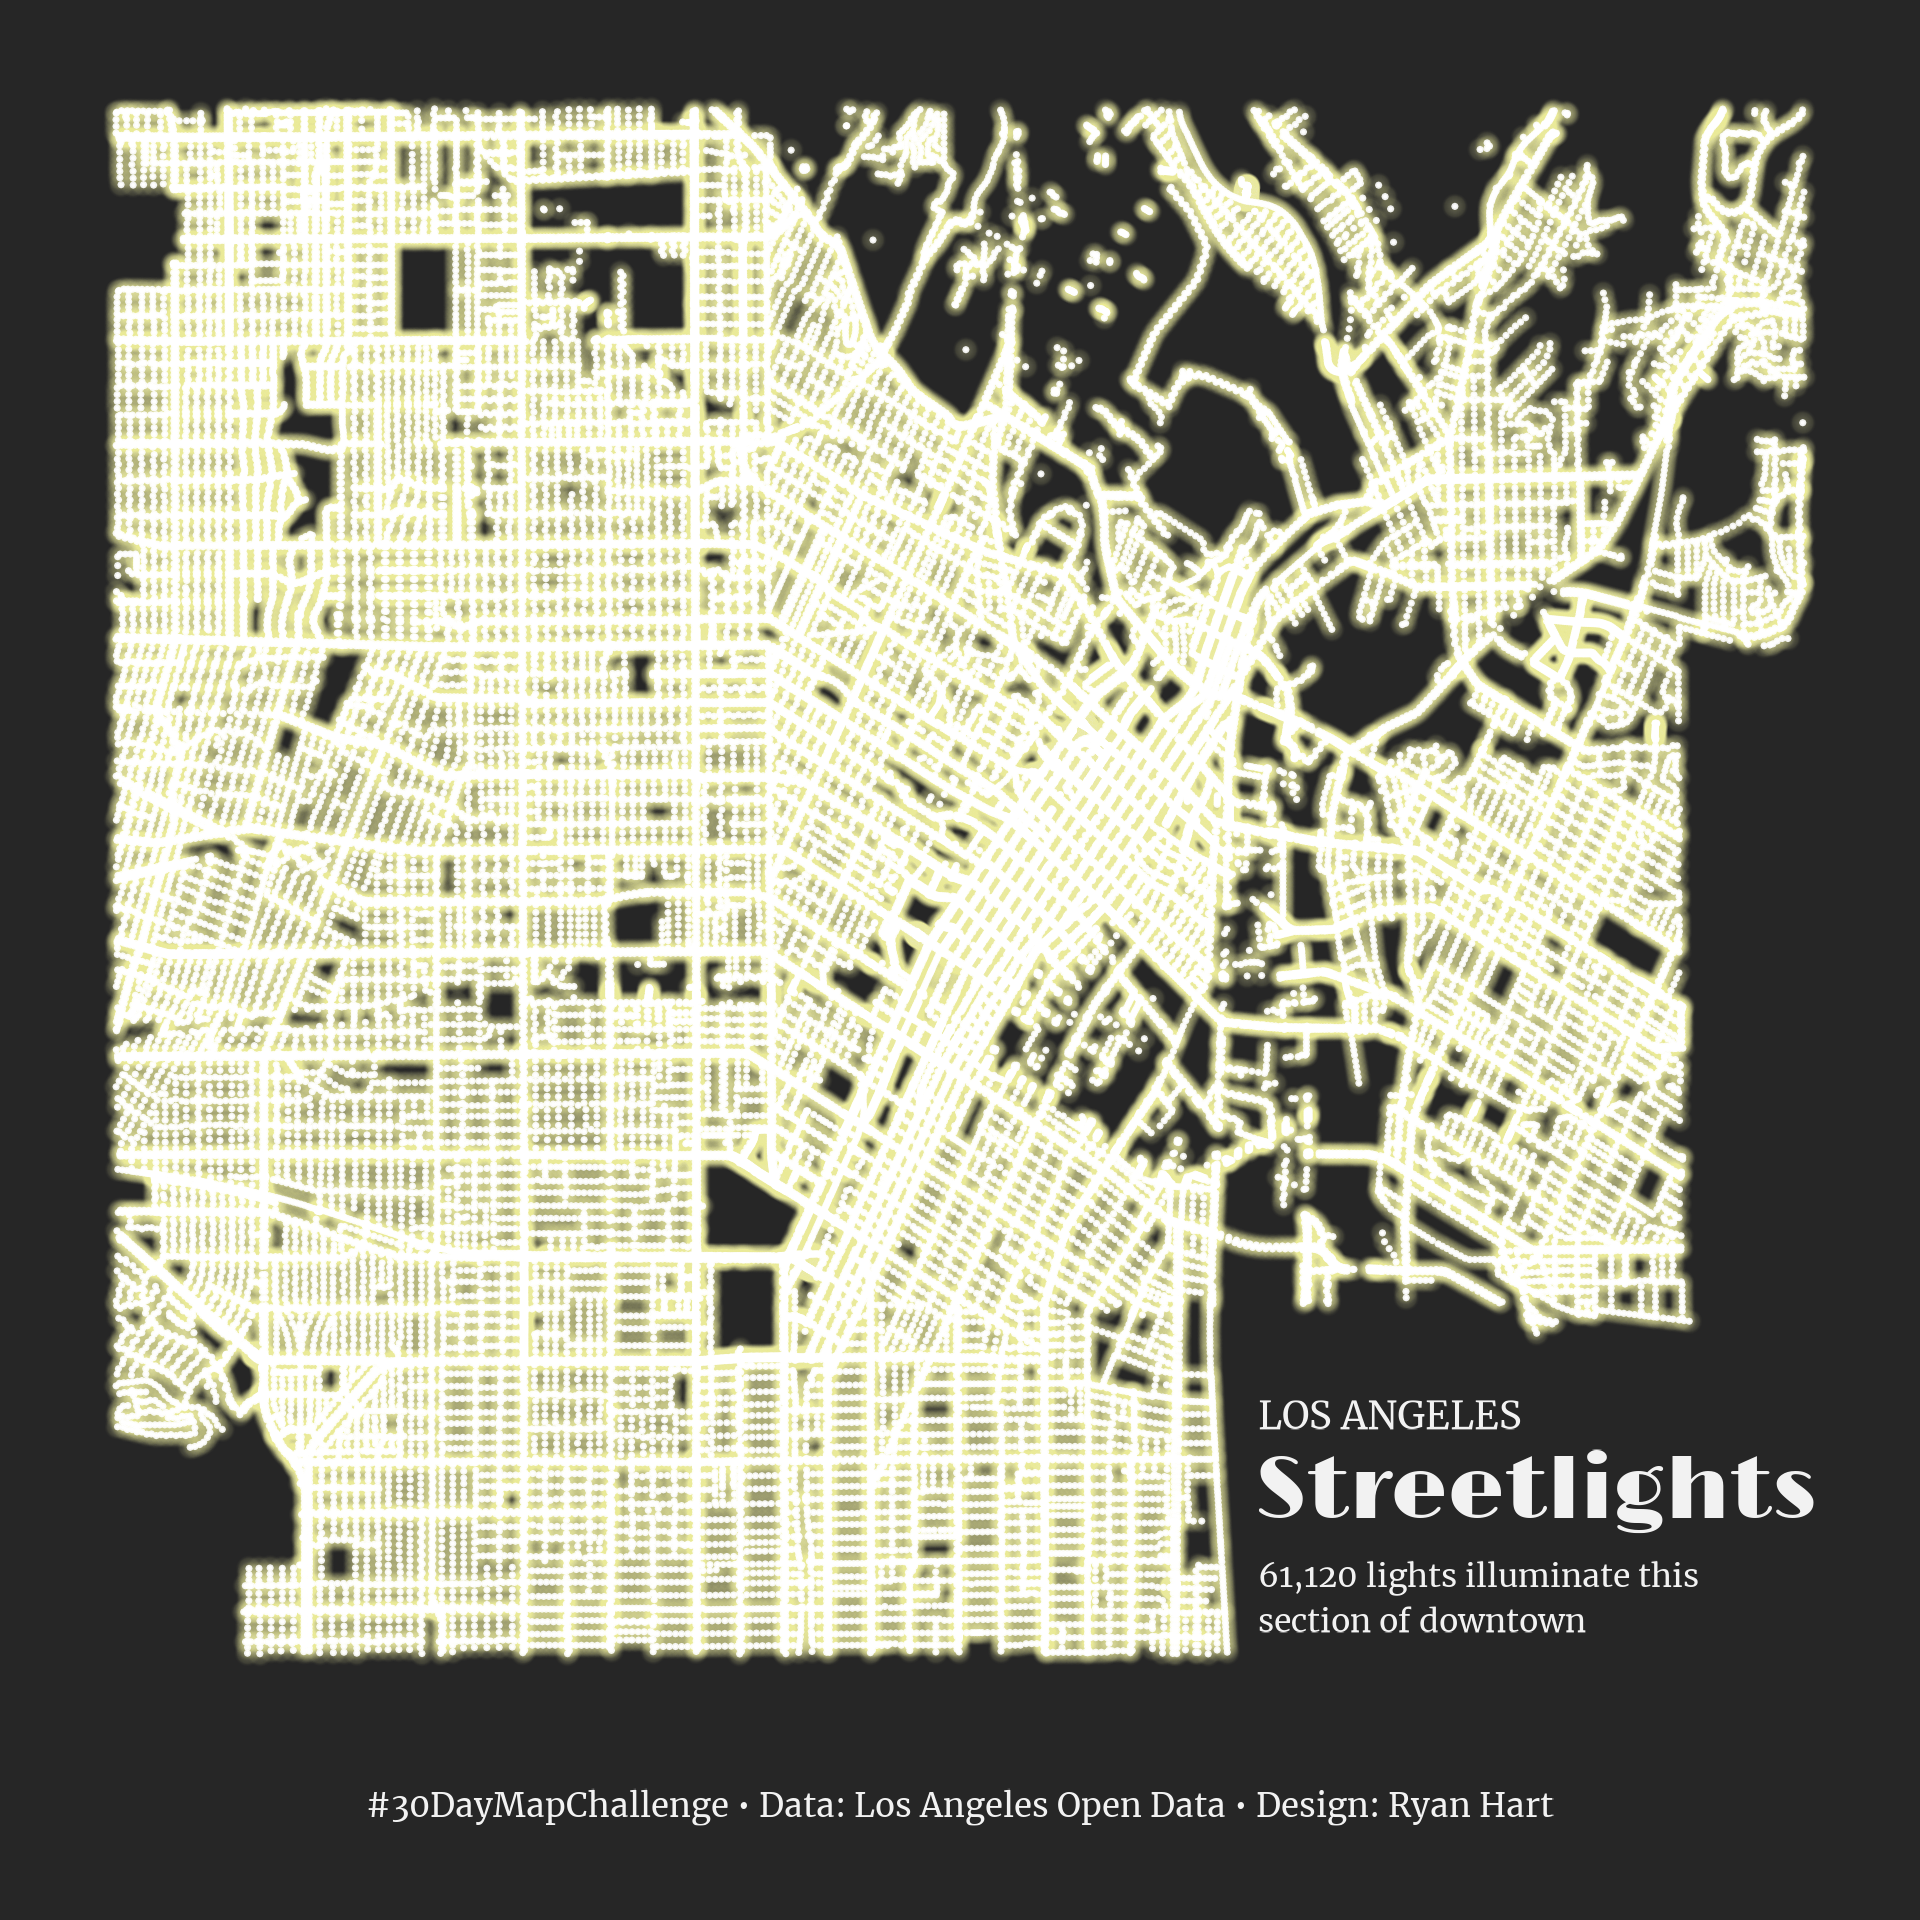 LOS ANGELES
Streetlights
61,120 lights illuminate this
section of downtown
#30DayMapChallenge • Data: Los Angeles Open Data • Design: Ryan Hart